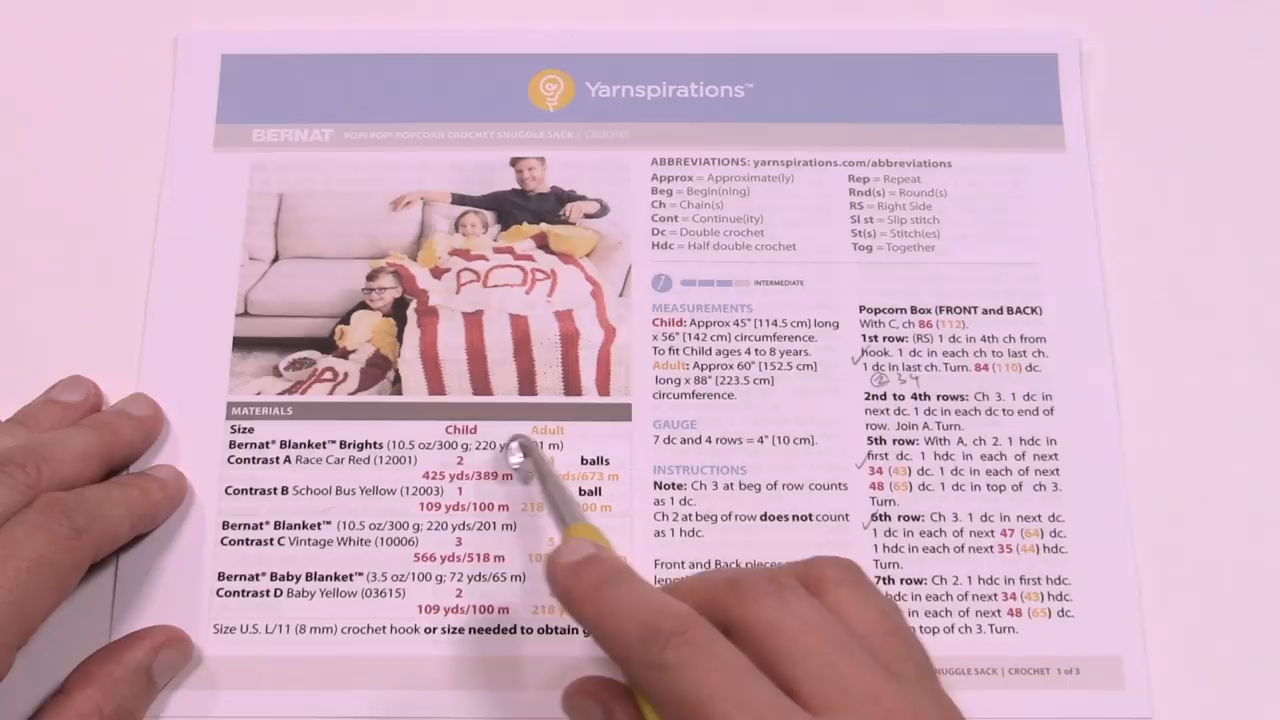 Yarnspirations™
BERNAT POP! POP! POPCORN CROCHET SNUGGLE SACK | CROCHET
POP!
MATERIALS
Size Child Adult
Bernat® Blanket™ Brights (10.5 oz/300 g; 220 m)
Contrast A Race Car Red (12001) 2 balls
425 yds/389 m yds/673 m
Contrast B School Bus Yellow (12003) 1 ball
109 yds/100 m 218
Bernat® Blanket™ (10.5 oz/300 g; 220 yds/201 m)
Contrast C Vintage White (10006) 3 5
566 yds/518 m
Bernat® Baby Blanket™ (3.5 oz/100 g; 72 yds/65 m)
Contrast D Baby Yellow (03615) 2
109 yds/100 m 218
Size U.S. L/11 (8 mm) crochet hook or size needed to obtain
ABBREVIATIONS: yarnspirations.com/abbreviations
Approx = Approximate(ly)
Beg = Begin(ning)
Ch = Chain(s)
Cont = Continue(ity)
Dc = Double crochet
Hdc = Half double crochet
Rep = Repeat
Rnd(s) = Round(s)
RS = Right Side
Sl st = Slip stitch
St(s) = Stitch(es)
Tog = Together
INTERMEDIATE
MEASUREMENTS
Child: Approx 45" [114.5 cm] long
x 56" [142 cm] circumference.
To fit Child ages 4 to 8 years.
Adult: Approx 60" [152.5 cm]
long x 88" [223.5 cm]
circumference.
GAUGE
7 dc and 4 rows = 4" [10 cm].
INSTRUCTIONS
Note: Ch 3 at beg of row counts
as 1 dc.
Ch 2 at beg of row does not count
as 1 hdc.
Front and Back pieces
Popcorn Box (FRONT and BACK)
With C, ch 86 (112).
1st row: (RS) 1 dc in 4th ch from
hook. 1 dc in each ch to last ch.
1 dc in last ch. Turn. 84 (110) dc.
2 3 4
2nd to 4th rows: Ch 3. 1 dc in
next dc. 1 dc in each dc to end of
row. Join A. Turn.
5th row: With A, ch 2. 1 hdc in
first dc. 1 hdc in each of next
34 (43) dc. 1 dc in each of next
48 (65) dc. 1 dc in top of ch 3.
Turn.
6th row: Ch 3. 1 dc in next dc.
1 dc in each of next 47 (64) dc.
1 hdc in each of next 35 (44) hdc.
Turn.
7th row: Ch 2. 1 hdc in first hdc.
hdc in each of next 34 (43) hdc.
in each of next 48 (65) dc.
top of ch 3. Turn.
SNUGGLE SACK | CROCHET 1 of 3